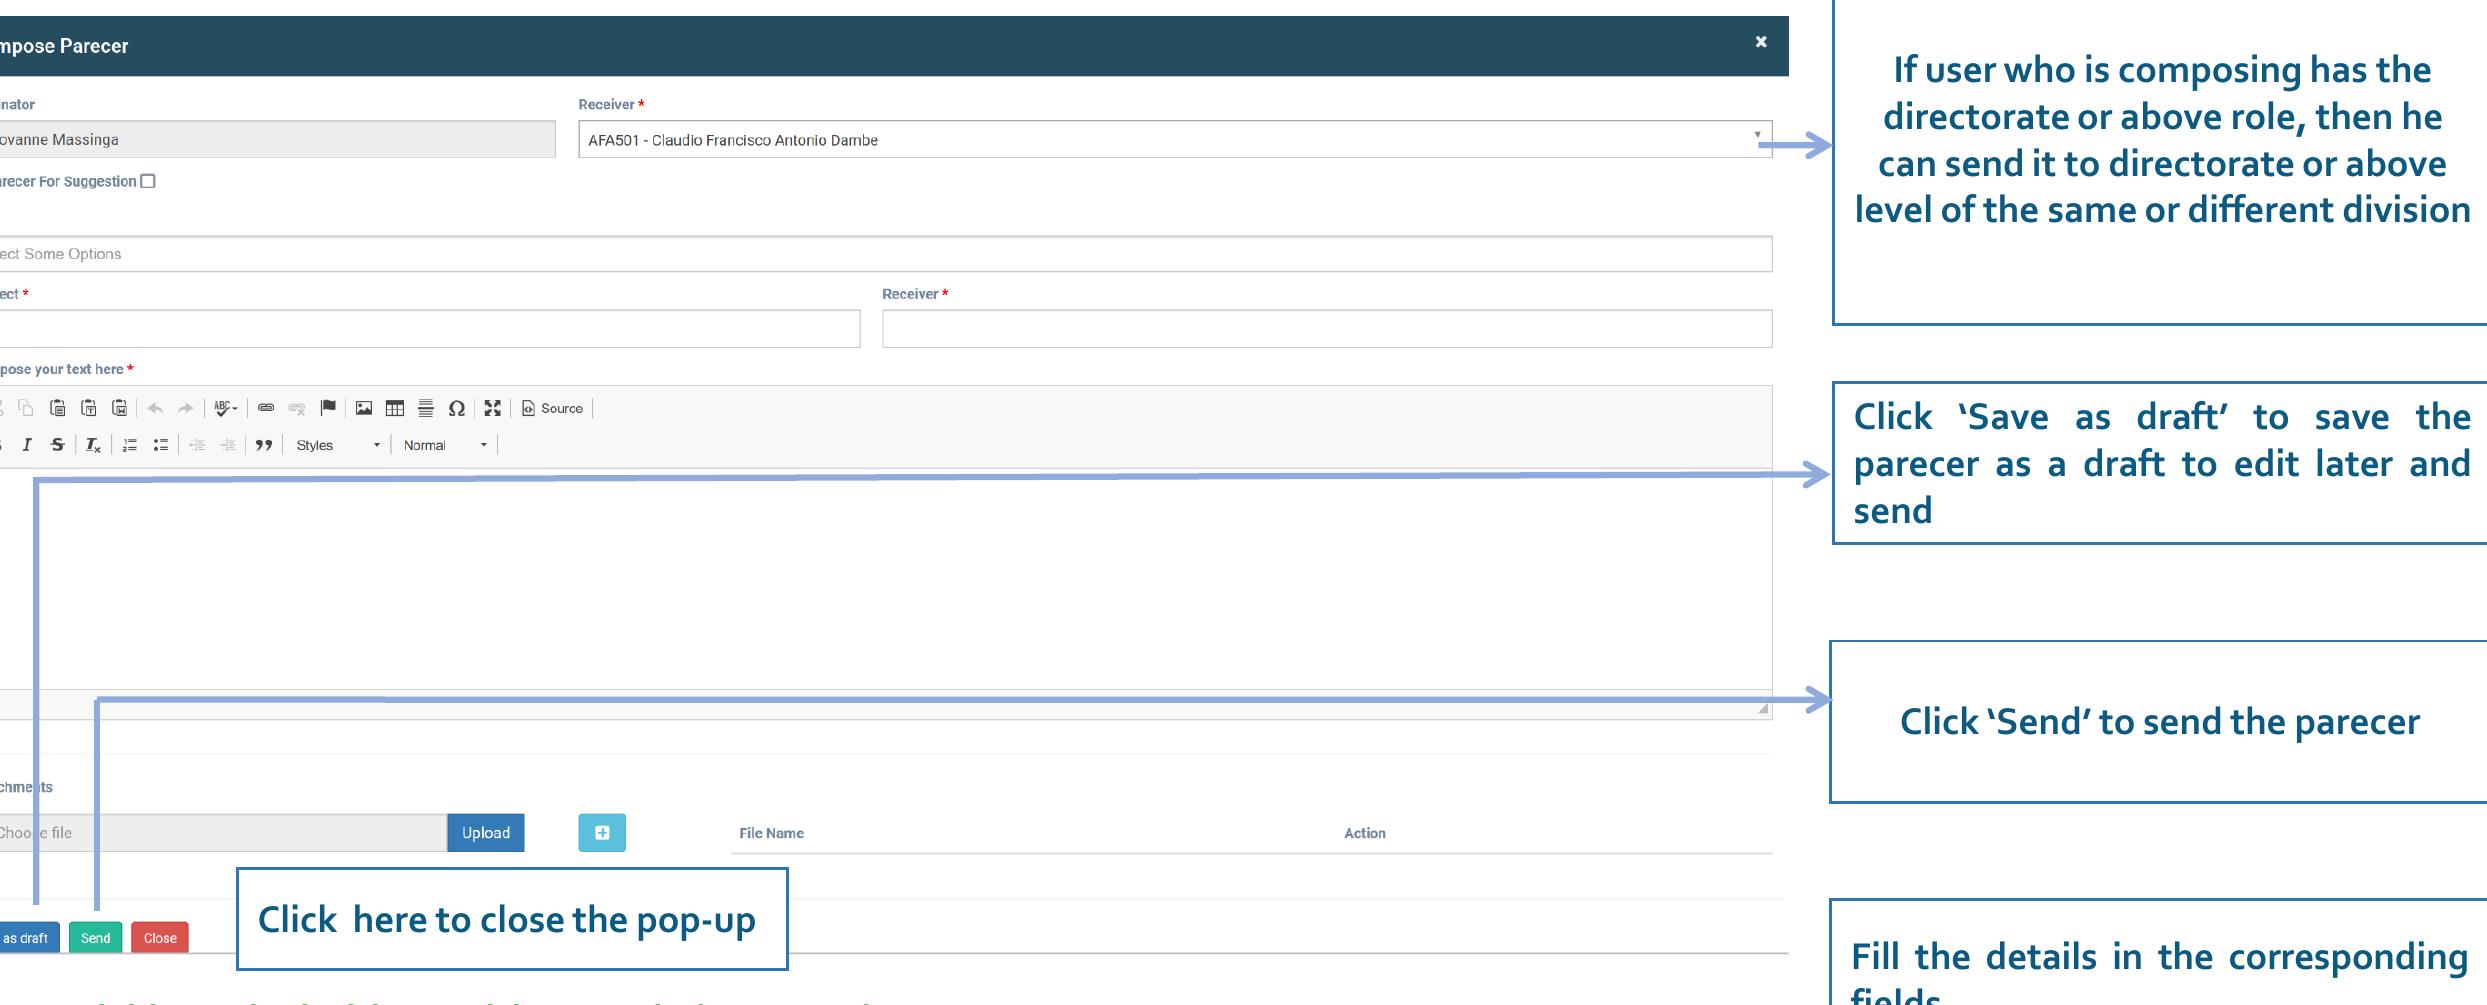 mpose Parecer
inator
Receiver *
ovanne Massinga
AFA501 - Claudio Francisco Antonio Dambe
arecer For Suggestion
ect Some Options
ect *
Receiver *
pose your text here *
ABC
Source
Styles
Normal
chments
Choose file
Upload
File Name
Action
as draft
Send
Close
Click here to close the pop-up
If user who is composing has the
directorate or above role, then he
can send it to directorate or above
level of the same or different division
Click ‘Save as draft’ to save the
parecer as a draft to edit later and
send
Click ‘Send’ to send the parecer
Fill the details in the corresponding
fields